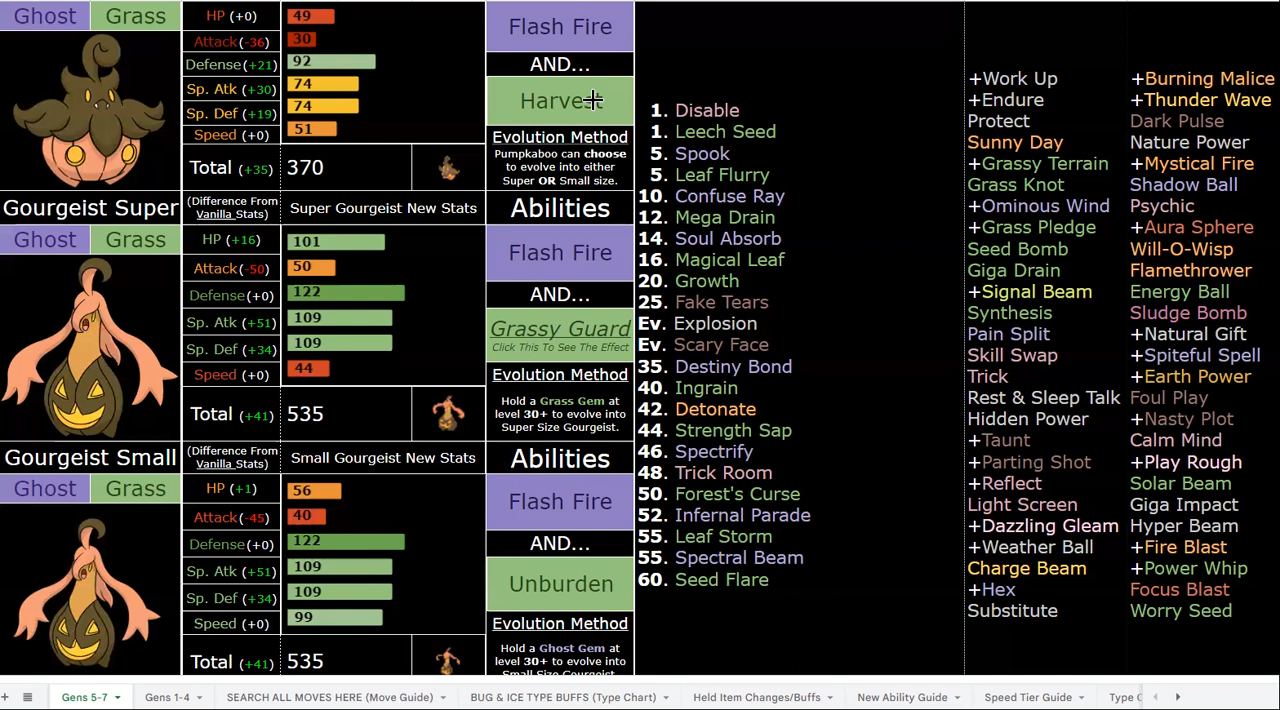 Ghost Grass
HP (+0) 49
Attack(-36) 30
Defense(+21) 92
Sp. Atk (+30) 74
Sp. Def (+19) 74
Speed (+0) 51
Total (+35) 370
Flash Fire
AND...
Harvest
Evolution Method
Pumpkaboo can choose
to evolve into either
Super OR Small size.
Gourgeist Super
(Difference From
Vanilla Stats)
Super Gourgeist New Stats
Abilities
Ghost Grass
HP (+16) 101
Attack(-50) 50
Defense(+0) 122
Sp. Atk (+51) 109
Sp. Def (+34) 109
Speed (+0) 44
Total (+41) 535
Flash Fire
AND...
Grassy Guard
Click This To See The Effect
Evolution Method
Hold a Grass Gem at
level 30+ to evolve into
Super Size Gourgeist.
Gourgeist Small
(Difference From
Vanilla Stats)
Small Gourgeist New Stats
Abilities
Ghost Grass
HP (+1) 56
Attack(-45) 40
Defense(+0) 122
Sp. Atk (+51) 109
Sp. Def (+34) 109
Speed (+0) 99
Total (+41) 535
Flash Fire
AND...
Unburden
Evolution Method
Hold a Ghost Gem at
level 30+ to evolve into
Small Size Gourgeist.
1. Disable
1. Leech Seed
5. Spook
5. Leaf Flurry
10. Confuse Ray
12. Mega Drain
14. Soul Absorb
16. Magical Leaf
20. Growth
25. Fake Tears
Ev. Explosion
Ev. Scary Face
35. Destiny Bond
40. Ingrain
42. Detonate
44. Strength Sap
46. Spectrify
48. Trick Room
50. Forest's Curse
52. Infernal Parade
55. Leaf Storm
55. Spectral Beam
60. Seed Flare
+Work Up
+Endure
Protect
Sunny Day
+Grassy Terrain
Grass Knot
+Ominous Wind
+Grass Pledge
Seed Bomb
Giga Drain
+Signal Beam
Synthesis
Pain Split
Skill Swap
Trick
Rest & Sleep Talk
Hidden Power
+Taunt
+Parting Shot
+Reflect
Light Screen
+Dazzling Gleam
+Weather Ball
Charge Beam
+Hex
Substitute
+Burning Malice
+Thunder Wave
Dark Pulse
Nature Power
+Mystical Fire
Shadow Ball
Psychic
+Aura Sphere
Will-O-Wisp
Flamethrower
Energy Ball
Sludge Bomb
+Natural Gift
+Spiteful Spell
+Earth Power
Foul Play
+Nasty Plot
Calm Mind
+Play Rough
Solar Beam
Giga Impact
Hyper Beam
+Fire Blast
+Power Whip
Focus Blast
Worry Seed
Gens 5-7 Gens 1-4 SEARCH ALL MOVES HERE (Move Guide) BUG & ICE TYPE BUFFS (Type Chart) Held Item Changes/Buffs New Ability Guide Speed Tier Guide Type